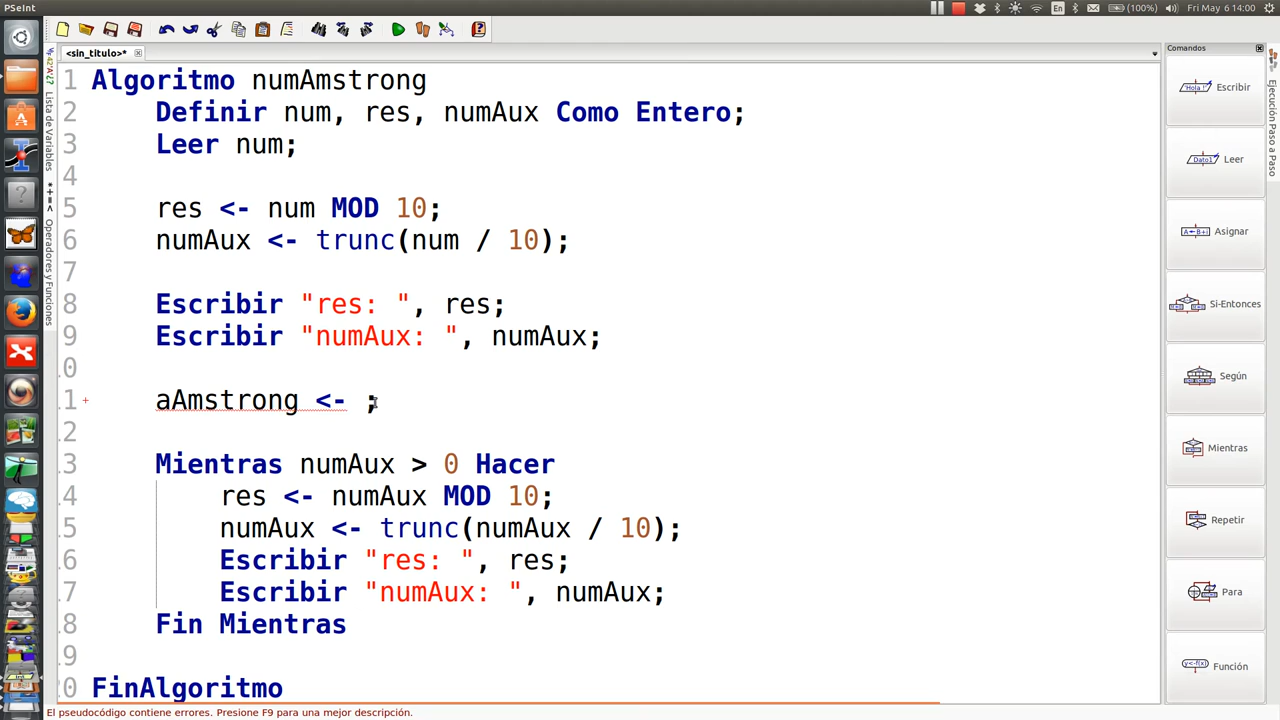 PSeInt
En
(100%)
Fri May 6 14:00
<sin_titulo>*
Comandos
Lista de Variables
Operadores y Funciones
Ejecución Paso a Paso
1 Algoritmo numAmstrong
2 Definir num, res, numAux Como Entero;
3 Leer num;
4
5 res <- num MOD 10;
6 numAux <- trunc(num / 10);
7
8 Escribir "res: ", res;
9 Escribir "numAux: ", numAux;
0
1 aAmstrong <- ;
2
3 Mientras numAux > 0 Hacer
4 res <- numAux MOD 10;
5 numAux <- trunc(numAux / 10);
6 Escribir "res: ", res;
7 Escribir "numAux: ", numAux;
8 Fin Mientras
9
20 FinAlgoritmo
El pseudocódigo contiene errores. Presione F9 para una mejor descripción.
Escribir
Leer
Asignar
Si-Entonces
Según
Mientras
Repetir
Para
Función